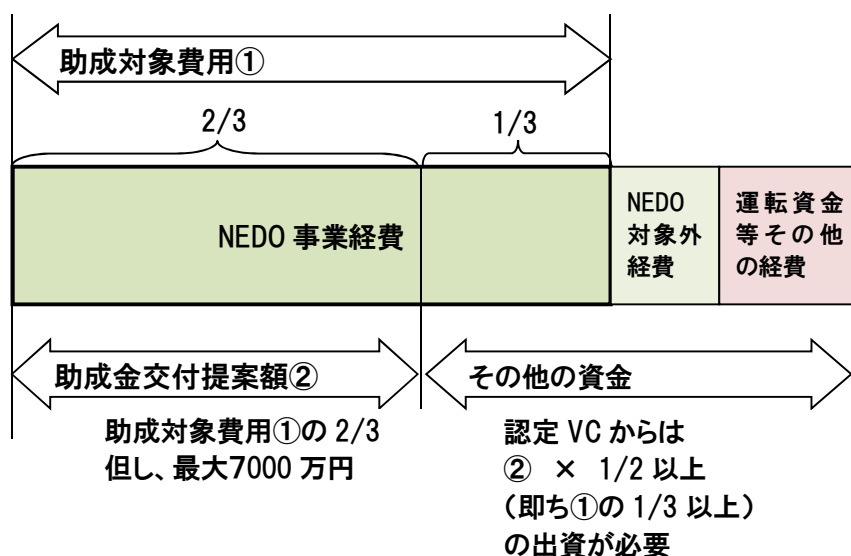 助成対象費用①
2/3
1/3
NEDO 事業経費
NEDO
対象外
経費
運転資金
等その他
の経費
助成金交付提案額②
その他の資金
助成対象費用①の 2/3
但し、最大7000 万円
認定 VC からは
② × 1/2 以上
(即ち①の 1/3 以上)
の出資が必要